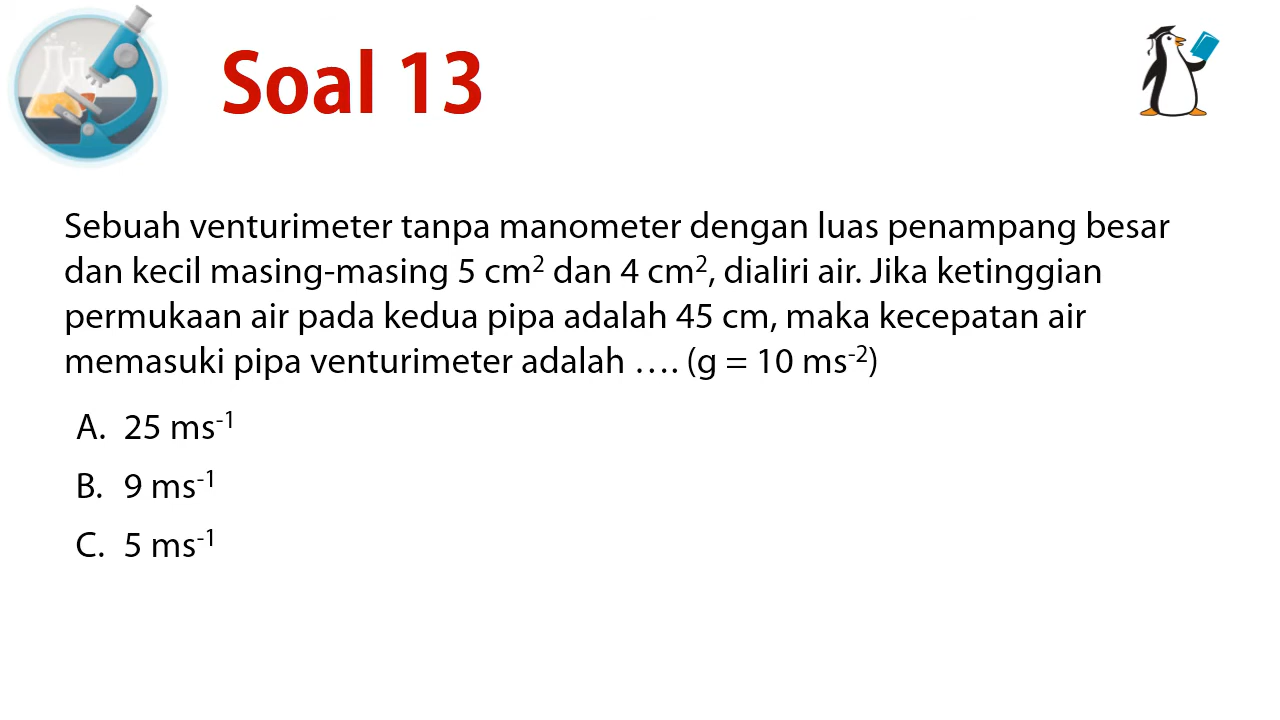 Soal 13
Sebuah venturimeter tanpa manometer dengan luas penampang besar
dan kecil masing-masing 5 cm² dan 4 cm², dialiri air. Jika ketinggian
permukaan air pada kedua pipa adalah 45 cm, maka kecepatan air
memasuki pipa venturimeter adalah …. (g = 10 ms⁻²)
A. 25 ms⁻¹
B. 9 ms⁻¹
C. 5 ms⁻¹